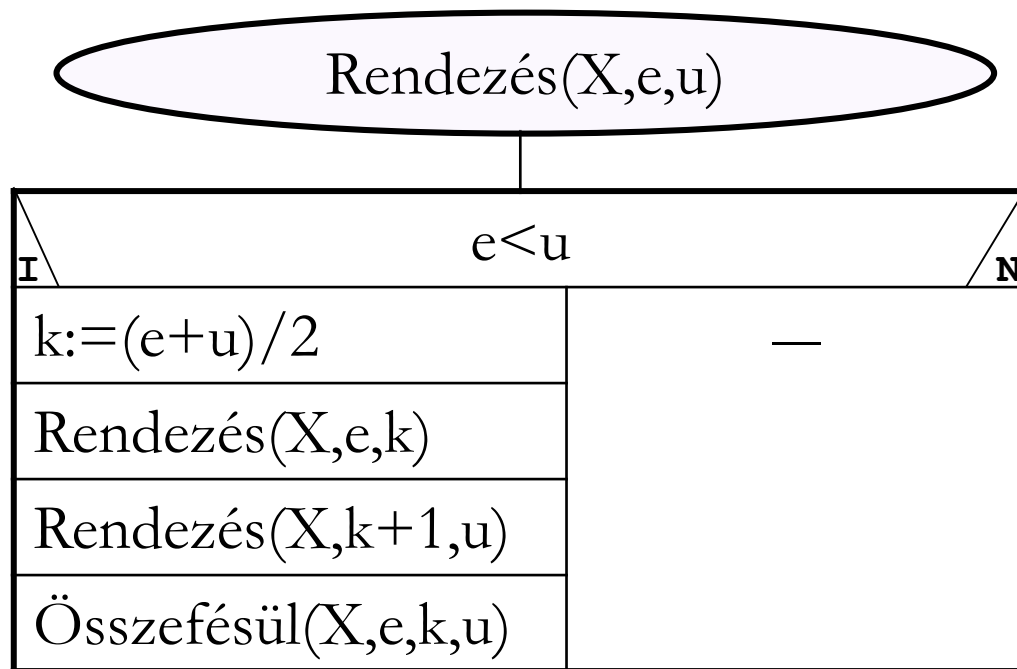 Rendezés(X,e,u)
e<u
I
N
k:=(e+u)/2
—
Rendezés(X,e,k)
Rendezés(X,k+1,u)
Összefésül(X,e,k,u)